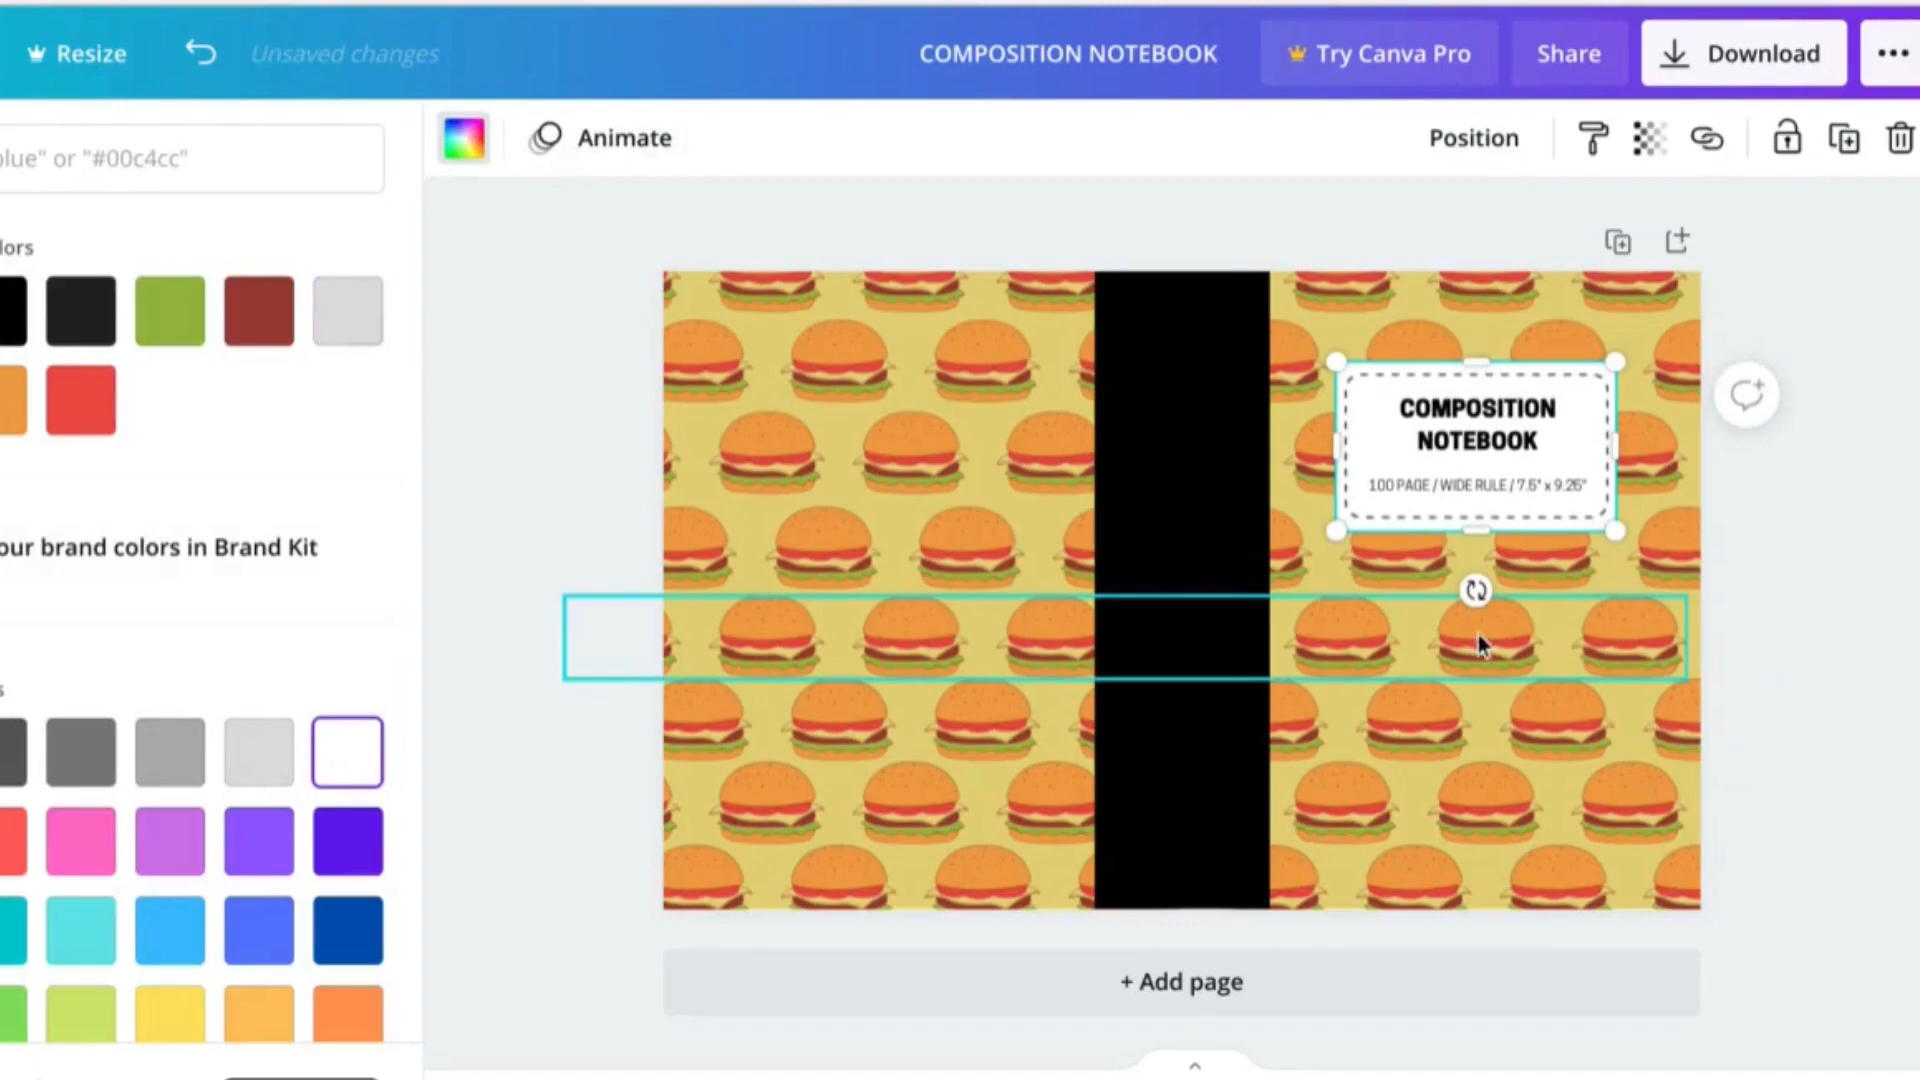 Resize
Unsaved changes
COMPOSITION NOTEBOOK
Try Canva Pro
Share
Download
blue" or "#00c4cc"
Animate
Position
lors
our brand colors in Brand Kit
s
COMPOSITION
NOTEBOOK
100 PAGE / WIDE RULE / 7.5" x 9.25"
+ Add page